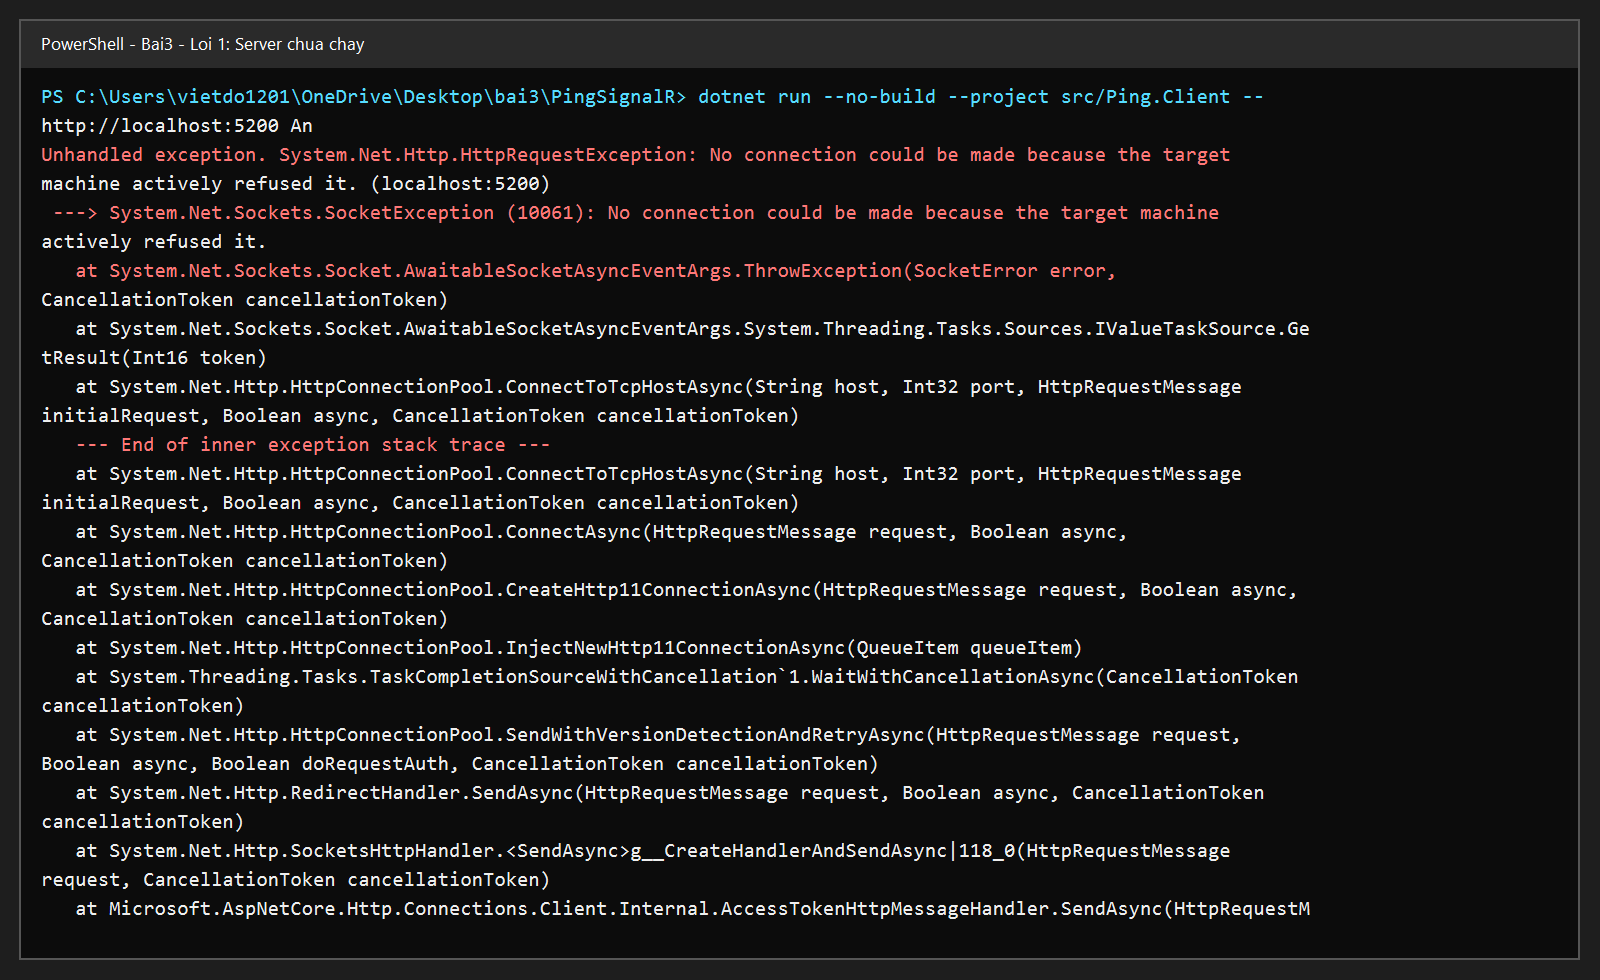 PowerShell - Bai3 - Loi 1: Server chua chay
PS C:\Users\vietdo1201\OneDrive\Desktop\bai3\PingSignalR> dotnet run --no-build --project src/Ping.Client --
http://localhost:5200 An
Unhandled exception. System.Net.Http.HttpRequestException: No connection could be made because the target
machine actively refused it. (localhost:5200)
 ---> System.Net.Sockets.SocketException (10061): No connection could be made because the target machine
actively refused it.
   at System.Net.Sockets.Socket.AwaitableSocketAsyncEventArgs.ThrowException(SocketError error,
CancellationToken cancellationToken)
   at System.Net.Sockets.Socket.AwaitableSocketAsyncEventArgs.System.Threading.Tasks.Sources.IValueTaskSource.Ge
tResult(Int16 token)
   at System.Net.Http.HttpConnectionPool.ConnectToTcpHostAsync(String host, Int32 port, HttpRequestMessage
initialRequest, Boolean async, CancellationToken cancellationToken)
   --- End of inner exception stack trace ---
   at System.Net.Http.HttpConnectionPool.ConnectToTcpHostAsync(String host, Int32 port, HttpRequestMessage
initialRequest, Boolean async, CancellationToken cancellationToken)
   at System.Net.Http.HttpConnectionPool.ConnectAsync(HttpRequestMessage request, Boolean async,
CancellationToken cancellationToken)
   at System.Net.Http.HttpConnectionPool.CreateHttp11ConnectionAsync(HttpRequestMessage request, Boolean async,
CancellationToken cancellationToken)
   at System.Net.Http.HttpConnectionPool.InjectNewHttp11ConnectionAsync(QueueItem queueItem)
   at System.Threading.Tasks.TaskCompletionSourceWithCancellation`1.WaitWithCancellationAsync(CancellationToken
cancellationToken)
   at System.Net.Http.HttpConnectionPool.SendWithVersionDetectionAndRetryAsync(HttpRequestMessage request,
Boolean async, Boolean doRequestAuth, CancellationToken cancellationToken)
   at System.Net.Http.RedirectHandler.SendAsync(HttpRequestMessage request, Boolean async, CancellationToken
cancellationToken)
   at System.Net.Http.SocketsHttpHandler.<SendAsync>g__CreateHandlerAndSendAsync|118_0(HttpRequestMessage
request, CancellationToken cancellationToken)
   at Microsoft.AspNetCore.Http.Connections.Client.Internal.AccessTokenHttpMessageHandler.SendAsync(HttpRequestM